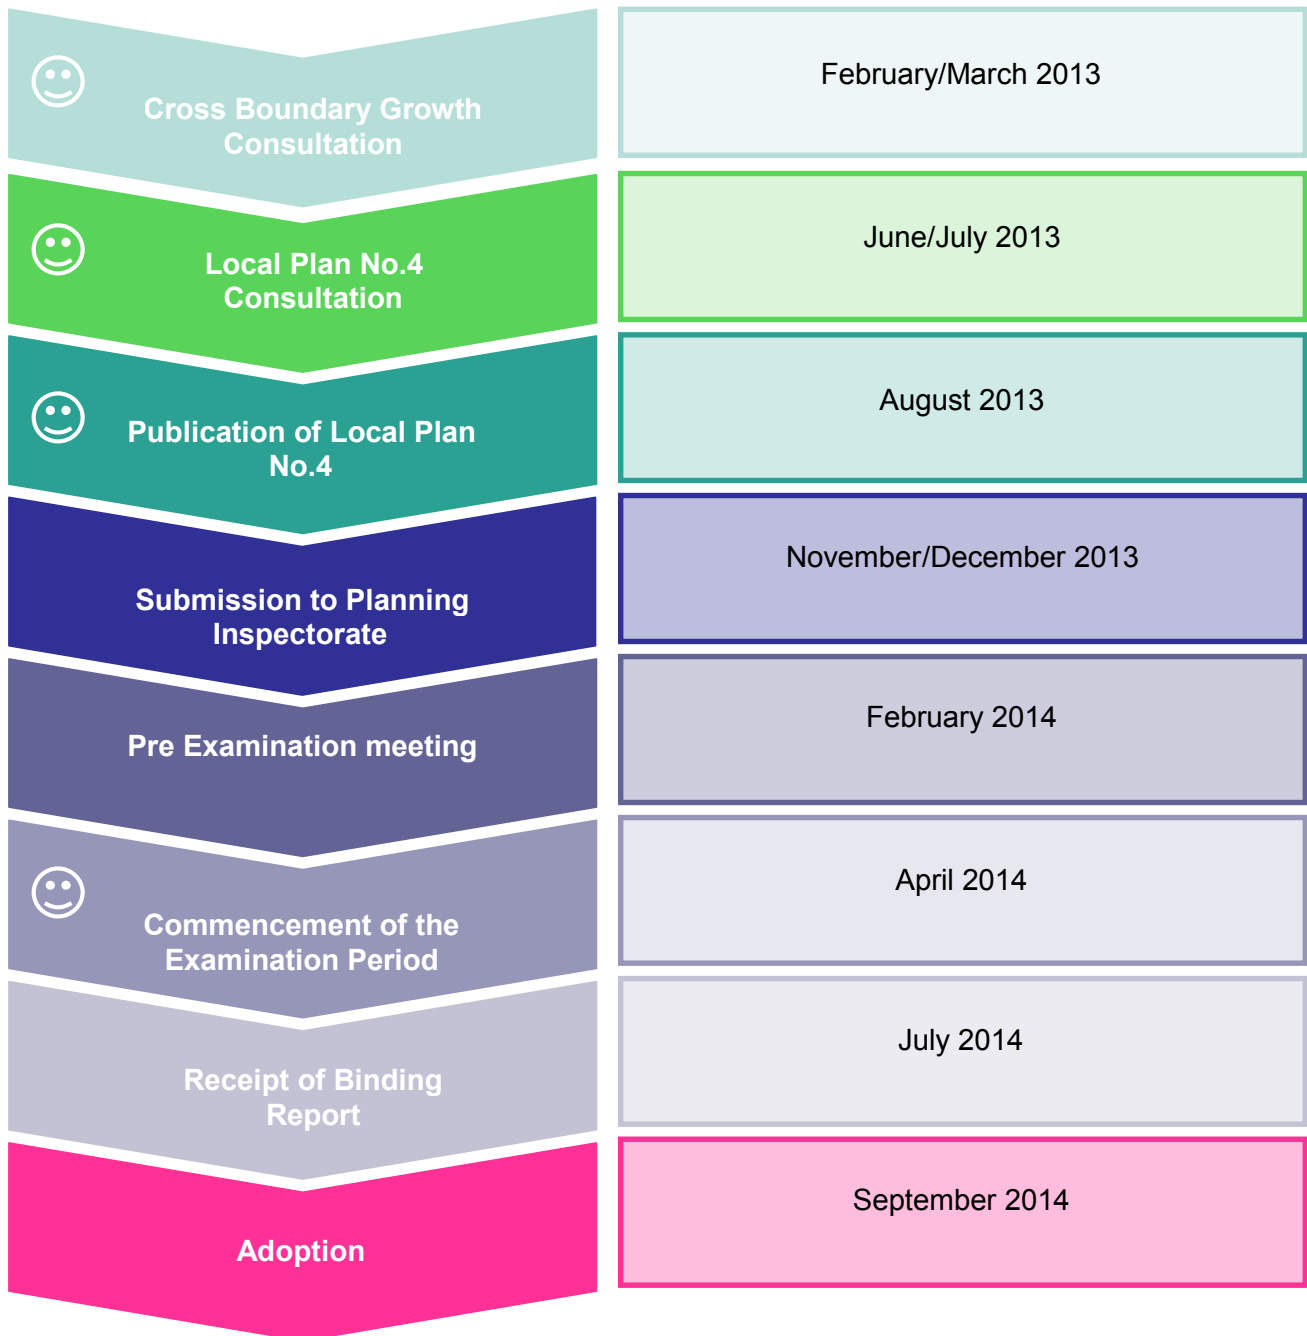 Cross Boundary Growth
Consultation
February/March 2013
Local Plan No.4
Consultation
June/July 2013
Publication of Local Plan
No.4
August 2013
Submission to Planning
Inspectorate
November/December 2013
Pre Examination meeting
February 2014
Commencement of the
Examination Period
April 2014
Receipt of Binding
Report
July 2014
Adoption
September 2014